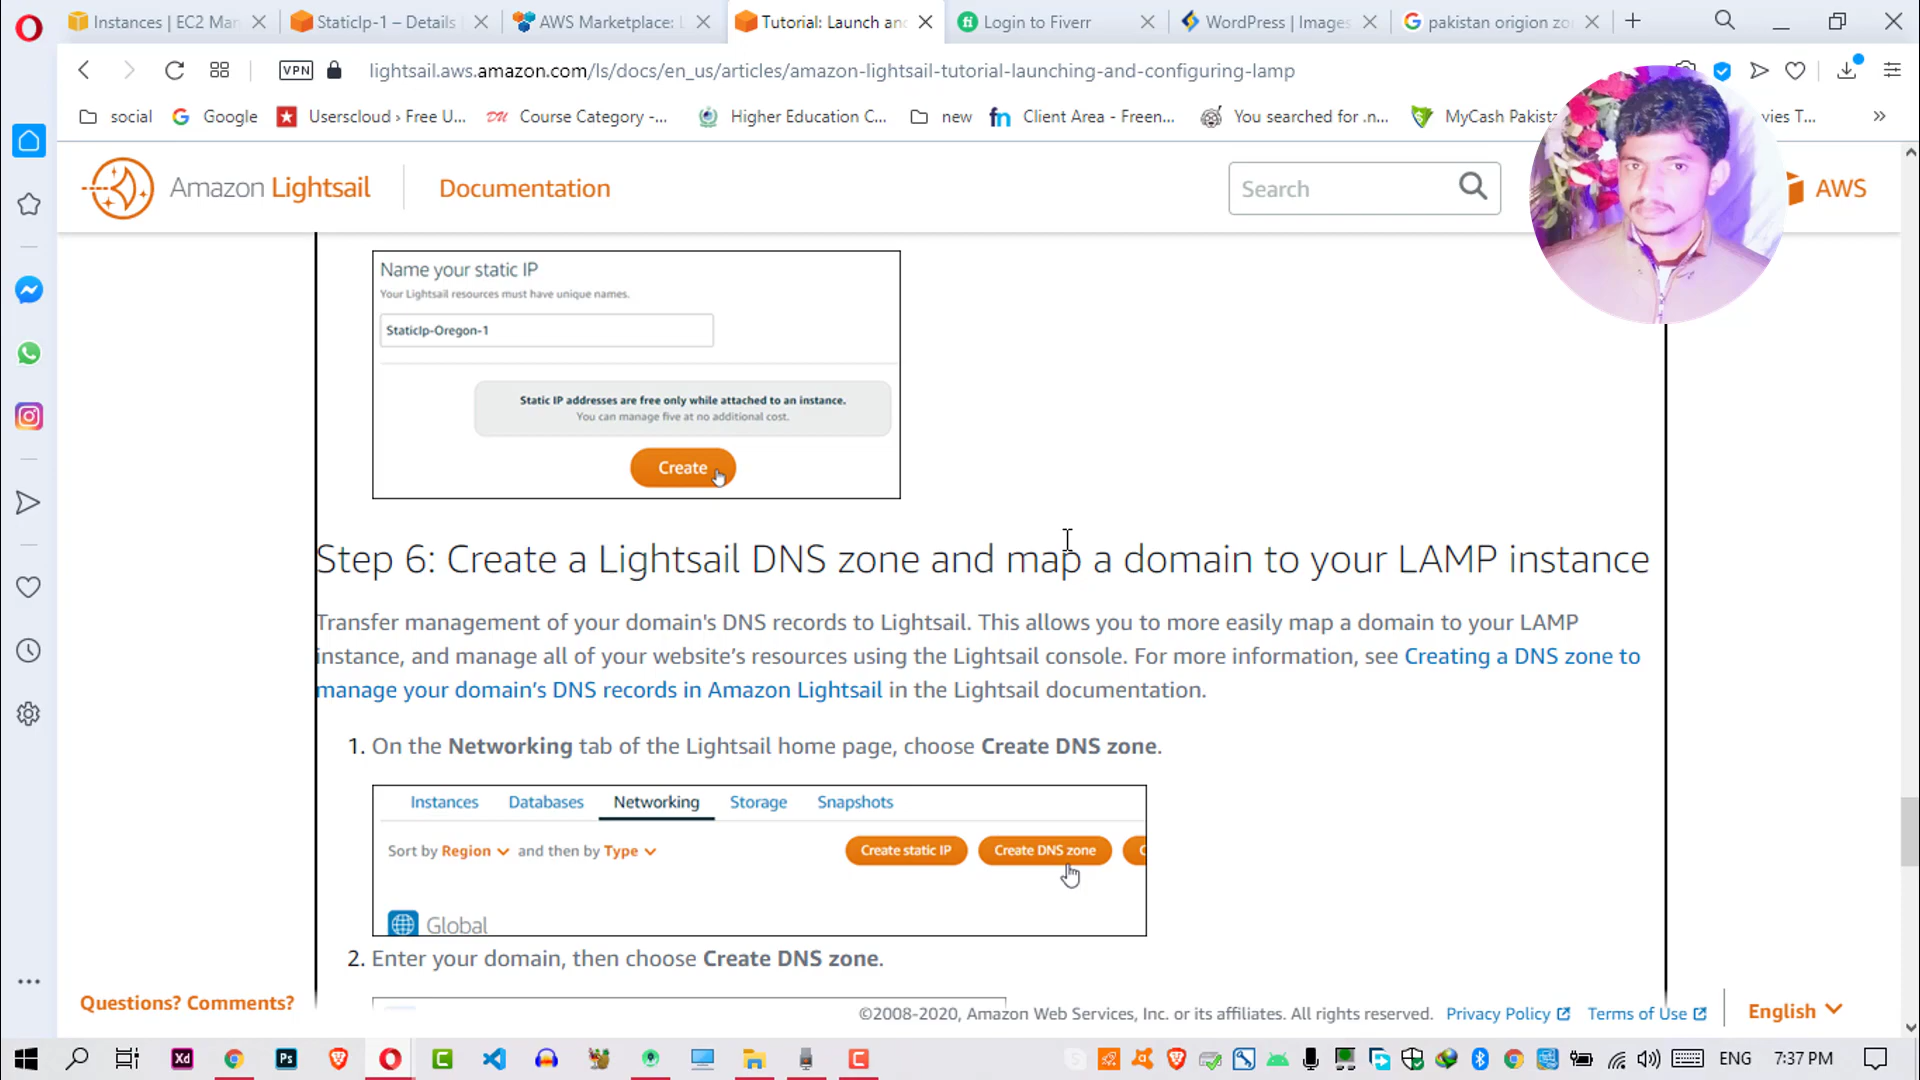 Instances | EC2 Man
StaticIp-1 – Details
AWS Marketplace: L
Tutorial: Launch and
Login to Fiverr
WordPress | Images
pakistan origion zo
VPN
lightsail.aws.amazon.com/ls/docs/en_us/articles/amazon-lightsail-tutorial-launching-and-configuring-lamp
social
Google
Userscloud › Free U...
DU Course Category -...
Higher Education C...
new
fn Client Area - Freen...
You searched for .n...
MyCash Pakista
vies T...
Amazon Lightsail
Documentation
Search
AWS
Name your static IP
Your Lightsail resources must have unique names.
StaticIp-Oregon-1
Static IP addresses are free only while attached to an instance.
You can manage five at no additional cost.
Create
Step 6: Create a Lightsail DNS zone and map a domain to your LAMP instance
Transfer management of your domain's DNS records to Lightsail. This allows you to more easily map a domain to your LAMP
instance, and manage all of your website's resources using the Lightsail console. For more information, see Creating a DNS zone to
manage your domain's DNS records in Amazon Lightsail in the Lightsail documentation.
1. On the Networking tab of the Lightsail home page, choose Create DNS zone.
Instances Databases Networking Storage Snapshots
Sort by Region and then by Type
Create static IP
Create DNS zone
C
Global
2. Enter your domain, then choose Create DNS zone.
Questions? Comments?
©2008-2020, Amazon Web Services, Inc. or its affiliates. All rights reserved. Privacy Policy Terms of Use
English
Xd
Ps
C
C
ENG
7:37 PM